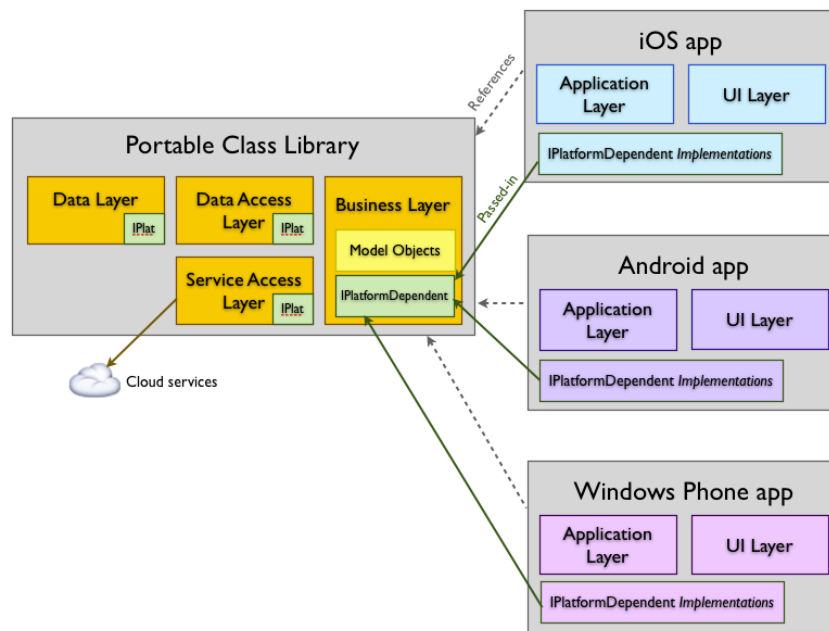 iOS app
Application
Layer
UI Layer
IPlatformDependent Implementations
References
Passed-in
Portable Class Library
Data Layer
IPlat
Data Access
Layer
IPlat
Business Layer
Model Objects
IPlatformDependent
Service Access
Layer
IPlat
Cloud services
Android app
Application
Layer
UI Layer
IPlatformDependent Implementations
Windows Phone app
Application
Layer
UI Layer
IPlatformDependent Implementations